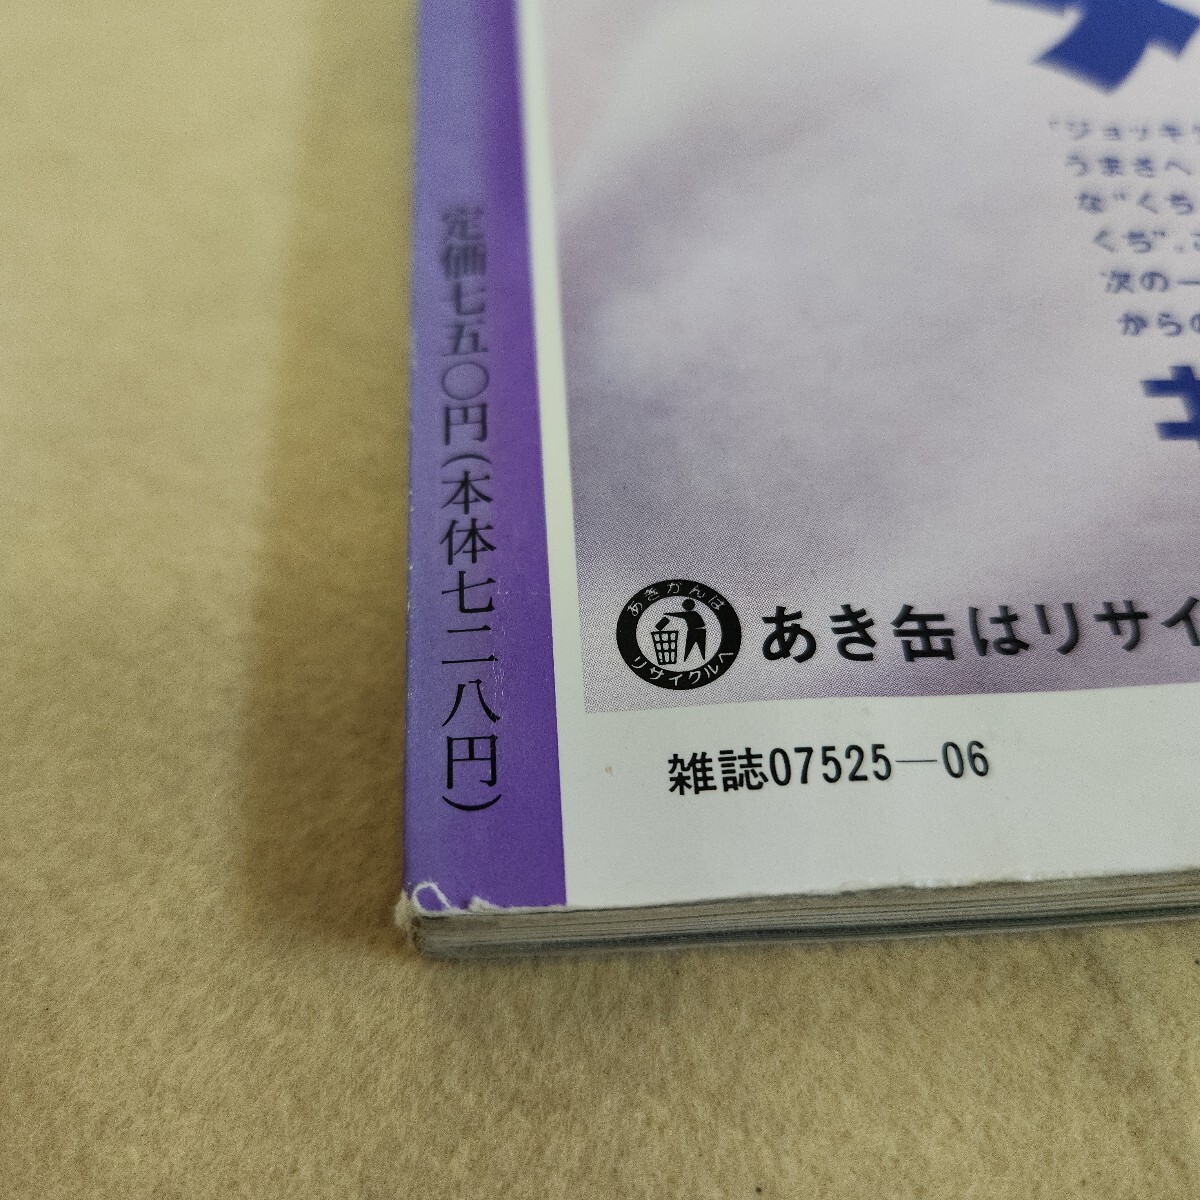 定価七五〇円(本体七二八円)
"ジョッキ
うまさへ
な"くち
くち"、
次の一
からの
キ
あきかんは
リサイクルへ
あき缶はリサイ
雑誌07525—06